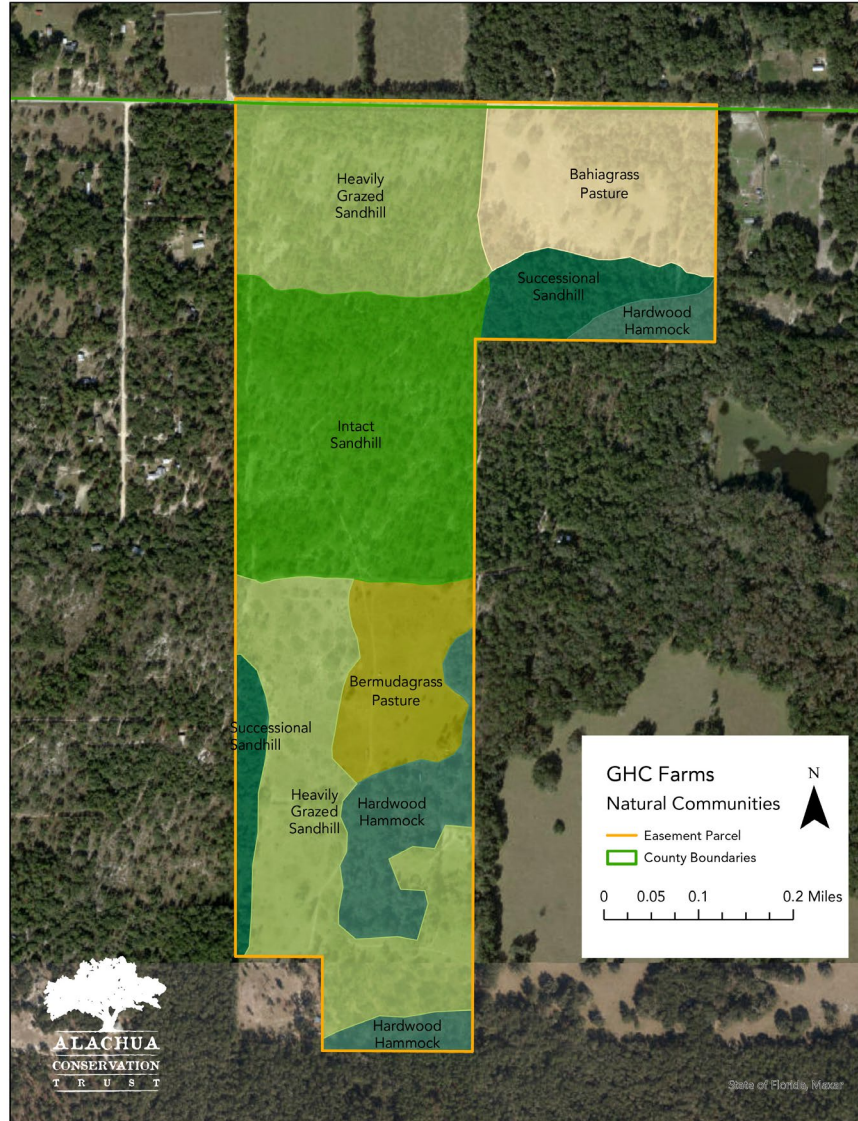 Heavily
Grazed
Sandhill
Bahiagrass
Pasture
Successional
Sandhill
Hardwood
Hammock
Intact
Sandhill
Bermudagrass
Pasture
Successional
Sandhill
Heavily
Grazed
Sandhill
Hardwood
Hammock
GHC Farms
Natural Communities
N
Easement Parcel
County Boundaries
0 0.05 0.1 0.2 Miles
Hardwood
Hammock
ALACHUA
CONSERVATION
TRUST
State of Florida, Maxar